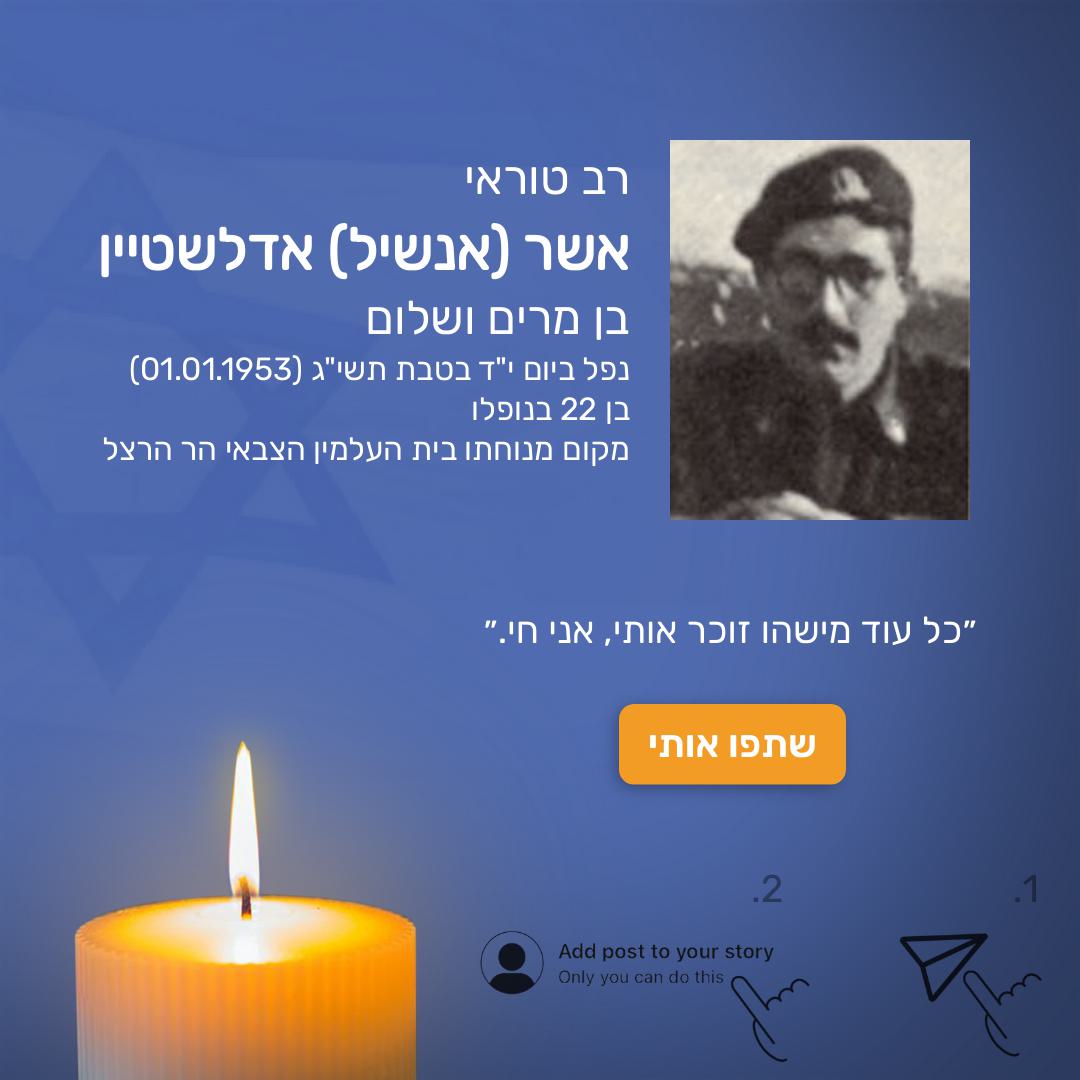 רב טוראי
אשר (אנשיל) אדלשטיין
בן מרים ושלום
נפל ביום י"ד בטבת תשי"ג (01.01.1953)
בן 22 בנופלו
מקום מנוחתו בית העלמין הצבאי הר הרצל
״כל עוד מישהו זוכר אותי, אני חי.״
שתפו אותי
1.
2.
Add post to your story
Only you can do this